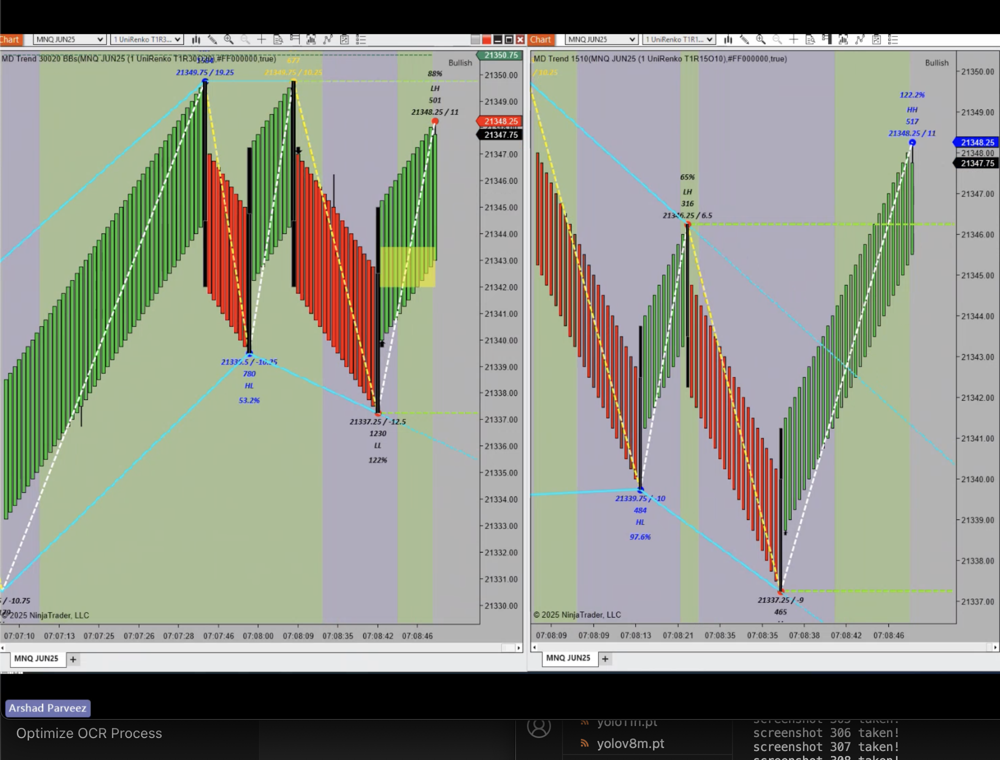 Chart
MNQ JUN25
1 UniRenko T1R3...
MD Trend 30020 BBs(MNQ JUN25 (1 UniRenko T1R30O20),#FF000000,true)
Bullish
21349.75 / 19.25
677
88%
LH
501
21348.25 / 11
21339.5 / -10.25
780
HL
53.2%
21337.25 / -12.5
1230
LL
122%
/ -10.75
© 2025 NinjaTrader, LLC
21350.75
21350.00
21349.00
21348.25
21347.75
21347.00
21346.00
21345.00
21344.00
21343.00
21342.00
21341.00
21340.00
21339.00
21338.00
21337.00
21336.00
21335.00
21334.00
21333.00
21332.00
21331.00
21330.00
07:07:10
07:07:13
07:07:25
07:07:26
07:07:28
07:07:46
07:08:00
07:08:09
07:08:35
07:08:42
07:08:46
MNQ JUN25
+
Chart
MNQ JUN25
1 UniRenko T1R1...
MD Trend 1510(MNQ JUN25 (1 UniRenko T1R15O10),#FF000000,true)
Bullish
/ 10.25
122.2%
HH
517
21348.25 / 11
65%
LH
316
21346.25 / 6.5
21339.75 / -10
484
HL
97.6%
21337.25 / -9
465
© 2025 NinjaTrader, LLC
21350.00
21349.00
21348.25
21348.00
21347.75
21347.00
21346.00
21345.00
21344.00
21343.00
21342.00
21341.00
21340.00
21339.00
21338.00
21337.00
07:08:09
07:08:09
07:08:13
07:08:21
07:08:35
07:08:38
07:08:42
07:08:46
MNQ JUN25
+
Arshad Parveez
Optimize OCR Process
yolo11n.pt
yolov8m.pt
screenshot 305 taken!
screenshot 306 taken!
screenshot 307 taken!
screenshot 308 taken!